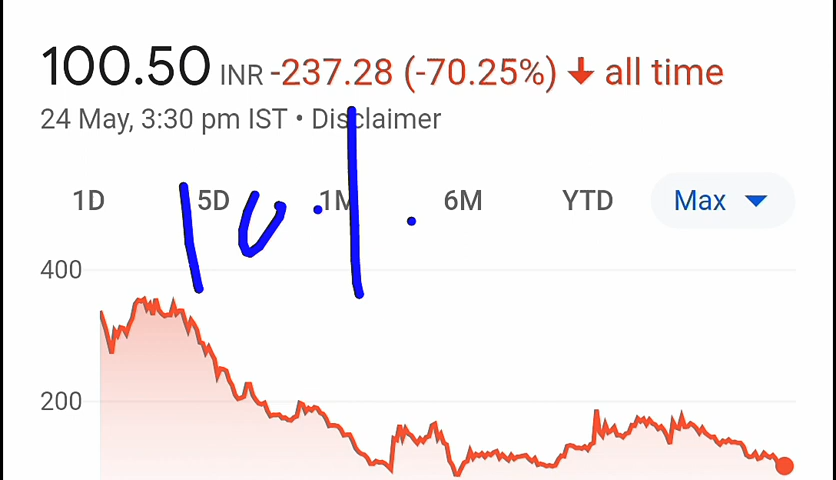 100.50 INR -237.28 (-70.25%) ↓ all time
24 May, 3:30 pm IST • Disclaimer
1D 5D 1M 6M YTD Max
10%
400
200